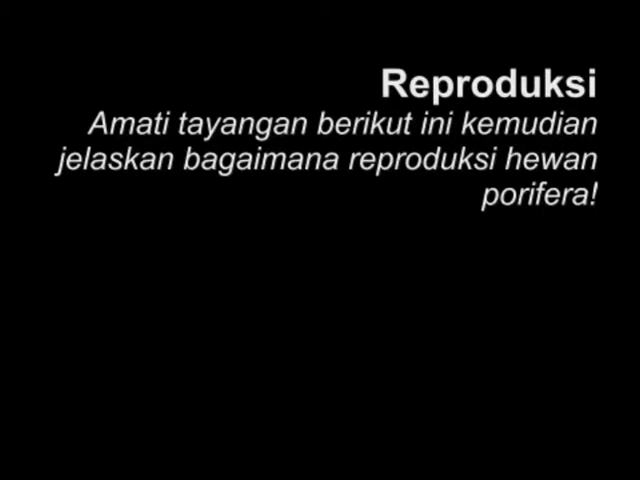 Reproduksi
Amati tayangan berikut ini kemudian
jelaskan bagaimana reproduksi hewan
porifera!